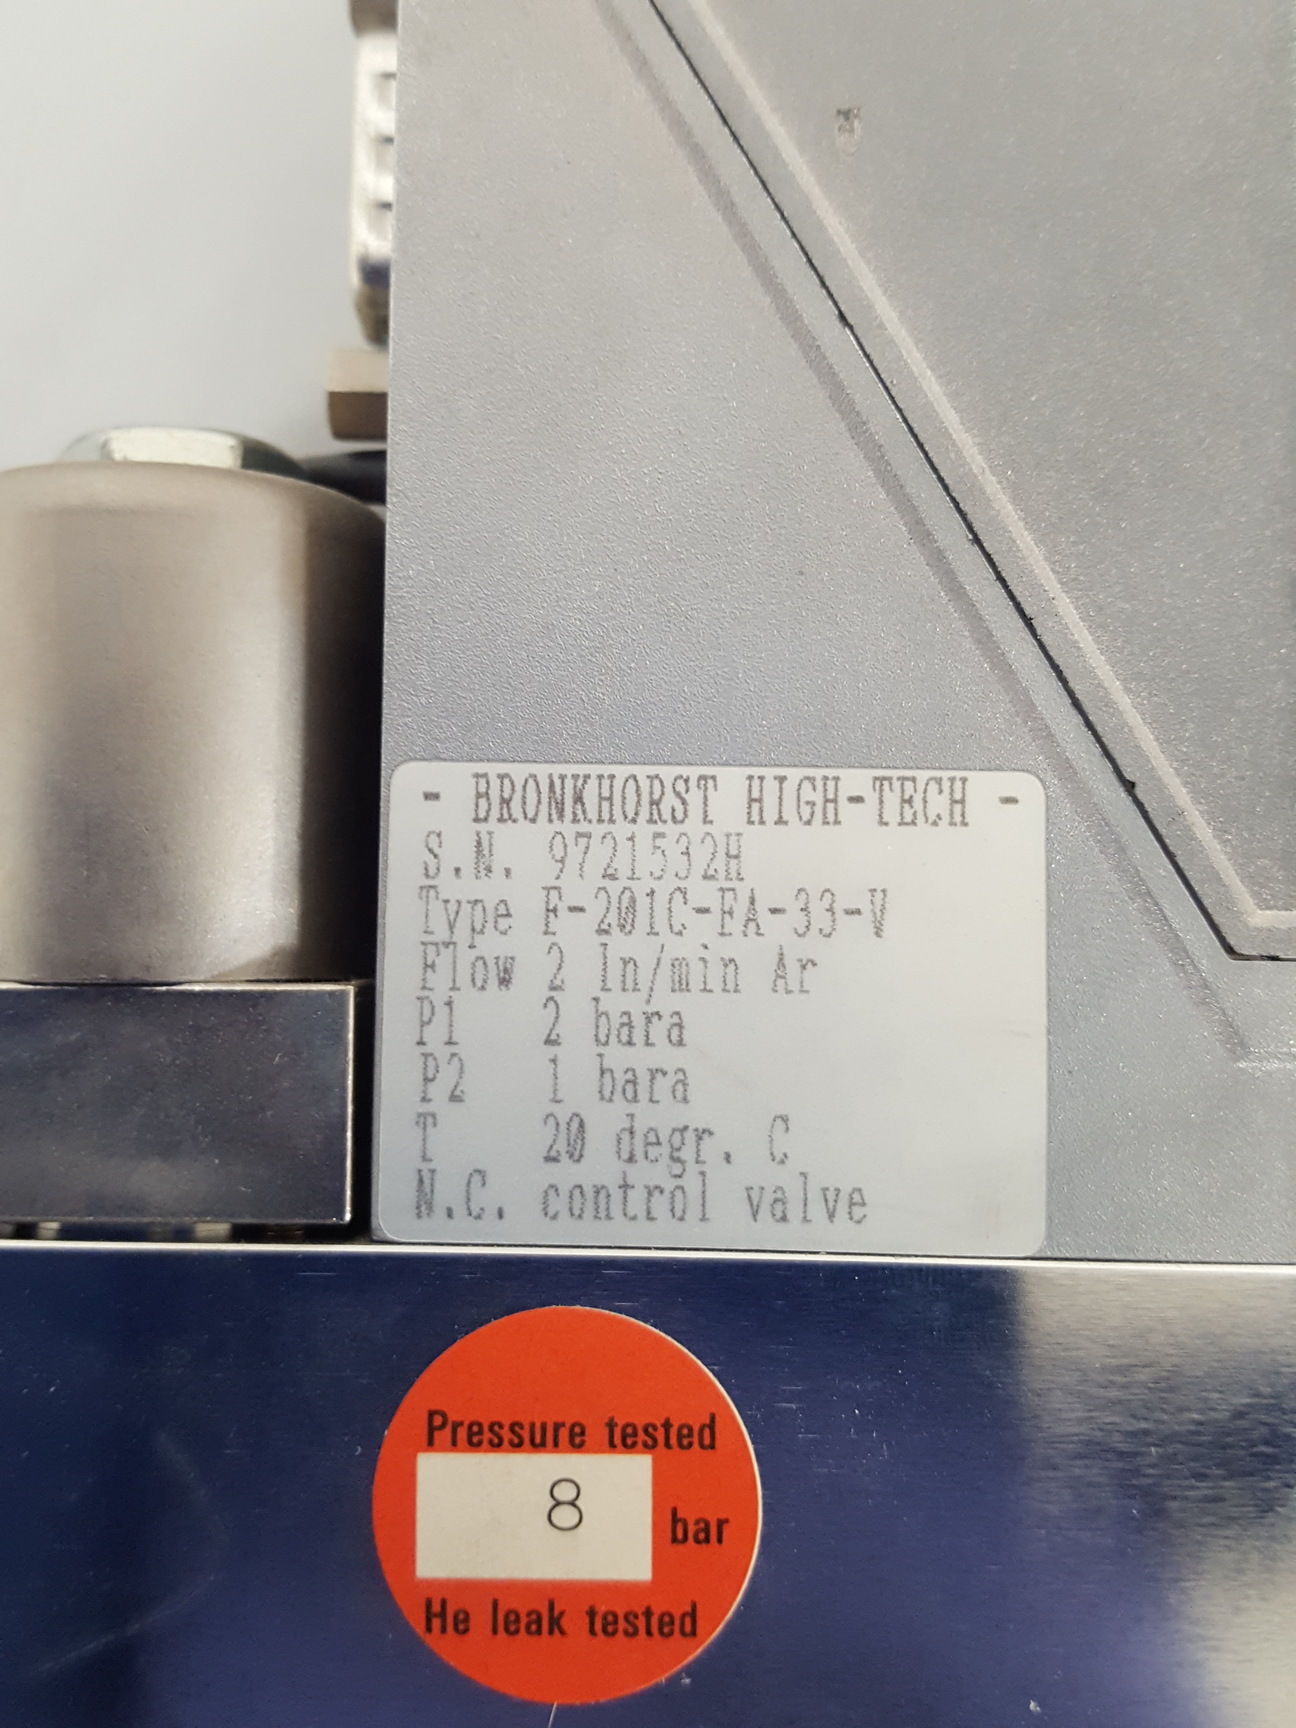 - BRONKHORST HIGH-TECH -
S.N. 9721532H
Type F-201C-FA-33-V
Flow 2 ln/min Ar
P1 2 bara
P2 1 bara
T 20 degr. C
N.C. control valve
Pressure tested
8
bar
He leak tested